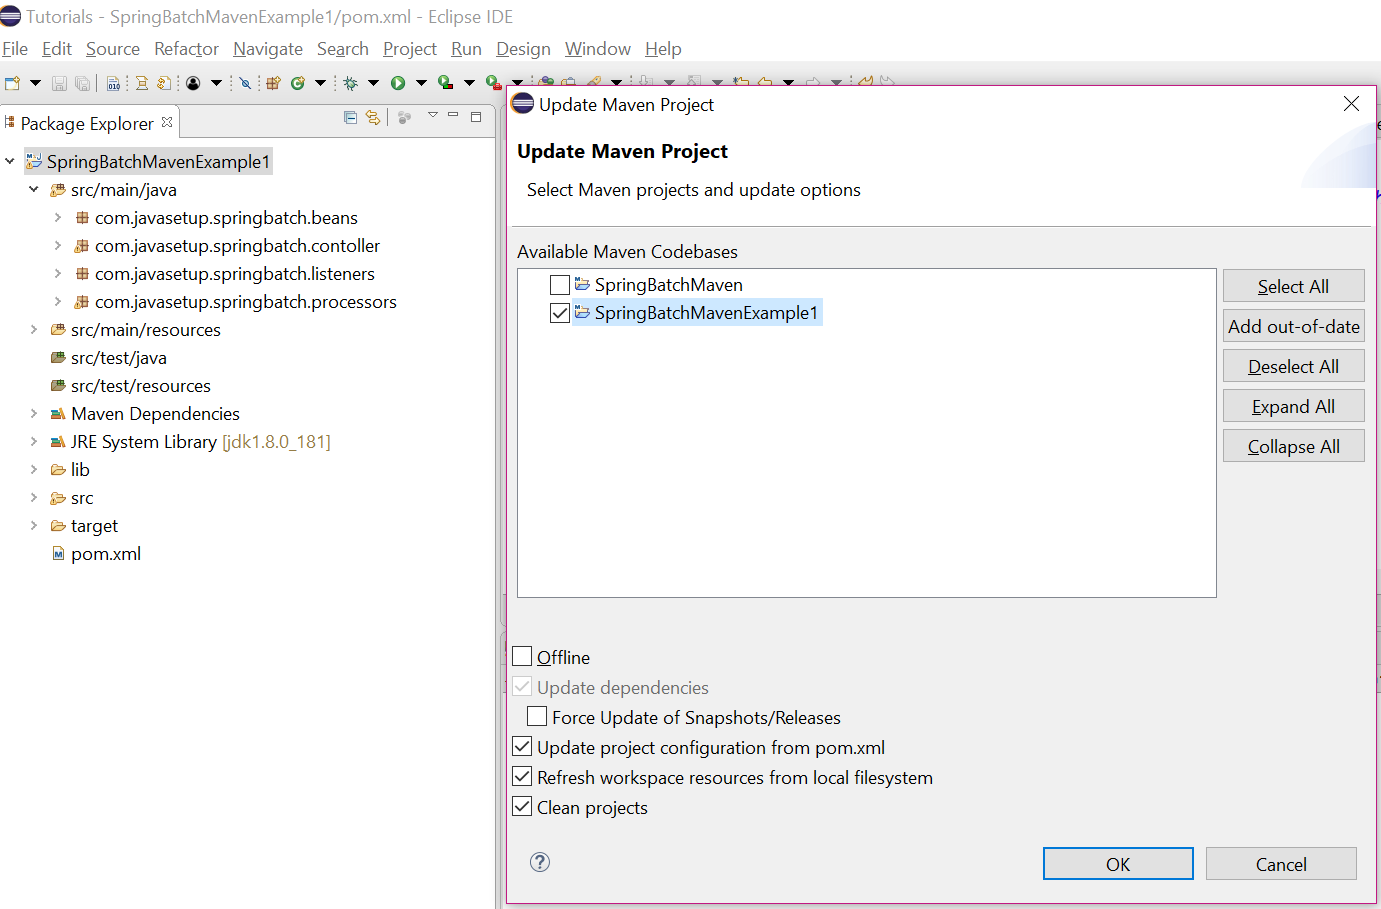 Tutorials - SpringBatchMavenExample1/pom.xml - Eclipse IDE
File Edit Source Refactor Navigate Search Project Run Design Window Help
Package Explorer
SpringBatchMavenExample1
src/main/java
com.javasetup.springbatch.beans
com.javasetup.springbatch.contoller
com.javasetup.springbatch.listeners
com.javasetup.springbatch.processors
src/main/resources
src/test/java
src/test/resources
Maven Dependencies
JRE System Library [jdk1.8.0_181]
lib
src
target
pom.xml
Update Maven Project
Update Maven Project
Select Maven projects and update options
Available Maven Codebases
SpringBatchMaven
SpringBatchMavenExample1
Select All
Add out-of-date
Deselect All
Expand All
Collapse All
Offline
Update dependencies
Force Update of Snapshots/Releases
Update project configuration from pom.xml
Refresh workspace resources from local filesystem
Clean projects
OK Cancel